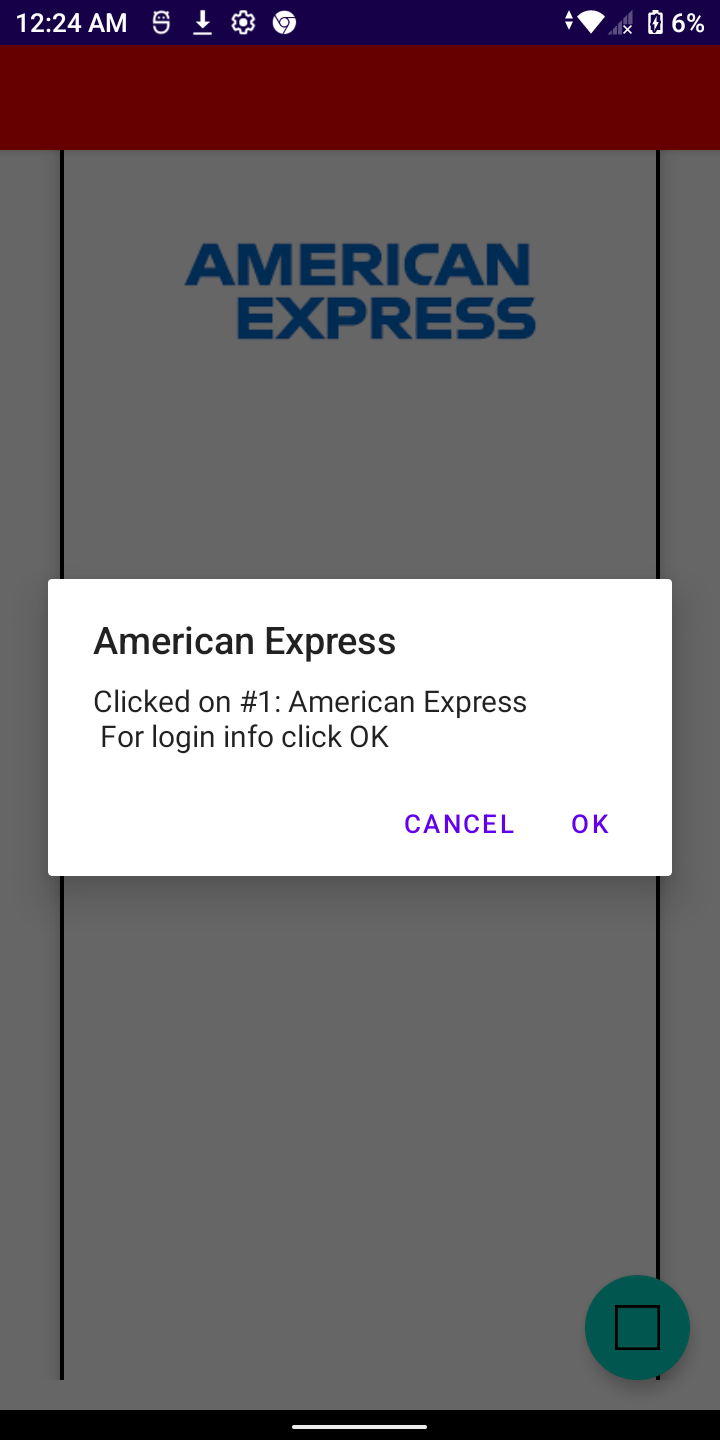 12:24 AM
6%
AMERICAN
EXPRESS
American Express
Clicked on #1: American Express
For login info click OK
CANCEL
OK